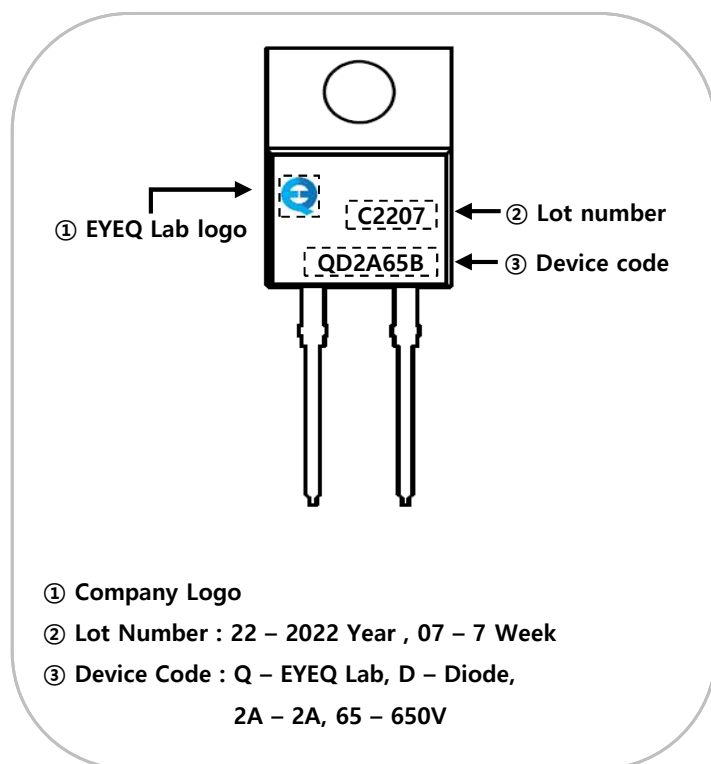 C2207
① EYEQ Lab logo
② Lot number
QD2A65B
③ Device code
① Company Logo
② Lot Number : 22 – 2022 Year , 07 – 7 Week
③ Device Code : Q – EYEQ Lab, D – Diode,
2A – 2A, 65 – 650V